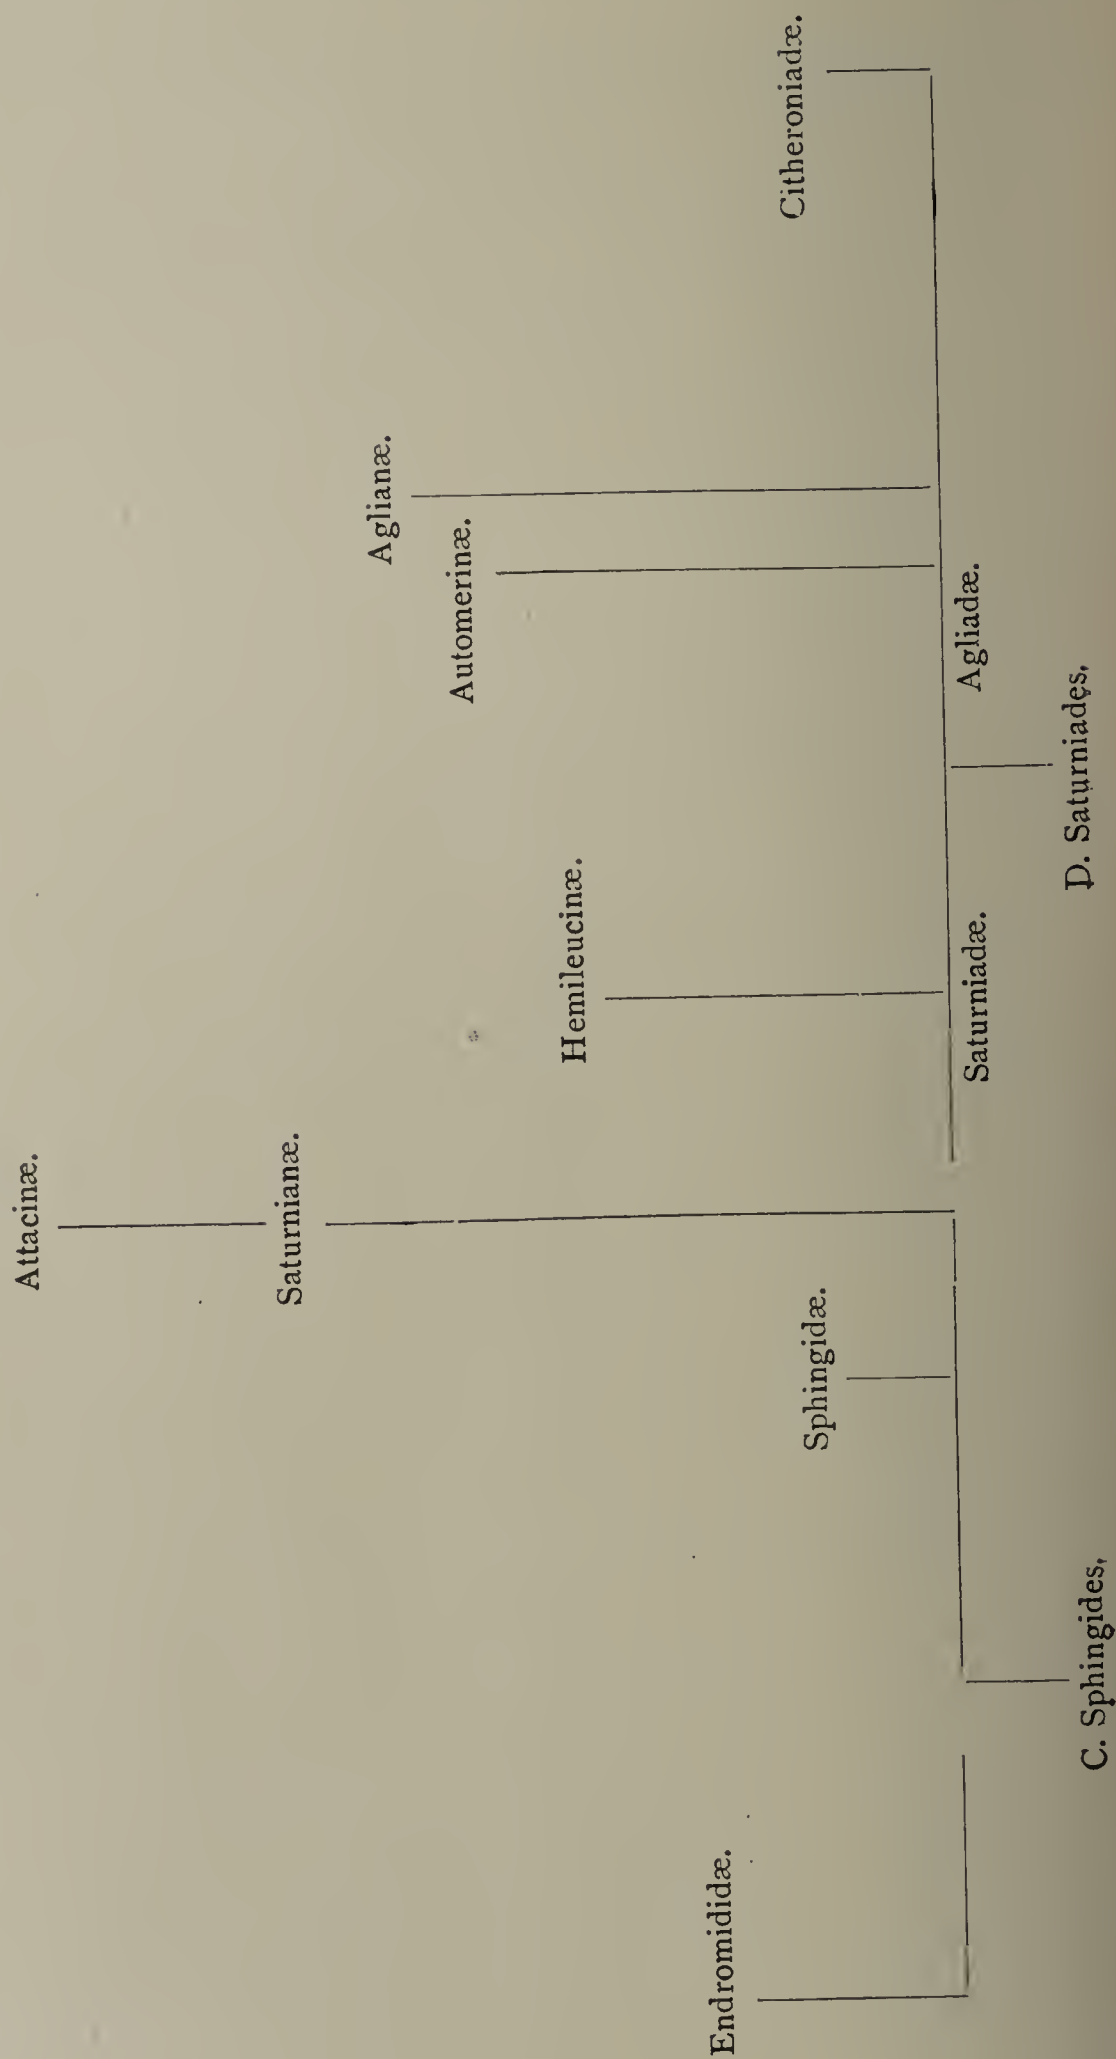 Attacinæ.
Saturnianæ.
Aglianæ.
Automerinæ.
Hemileucinæ.
Endromididæ.
Sphingidæ.
Citheroniadæ.
Saturniadæ.
Agliadæ.
C. Sphingides,
D. Saturniades,